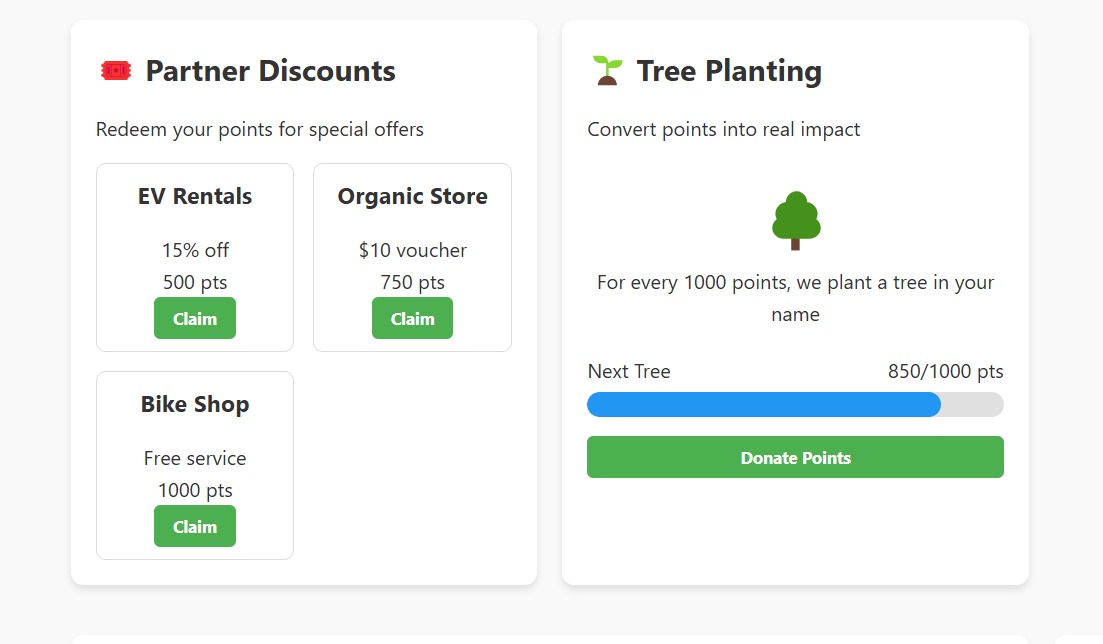 Partner Discounts
Redeem your points for special offers
EV Rentals
15% off
500 pts
Claim
Organic Store
$10 voucher
750 pts
Claim
Bike Shop
Free service
1000 pts
Claim
Tree Planting
Convert points into real impact
For every 1000 points, we plant a tree in your
name
Next Tree 850/1000 pts
Donate Points